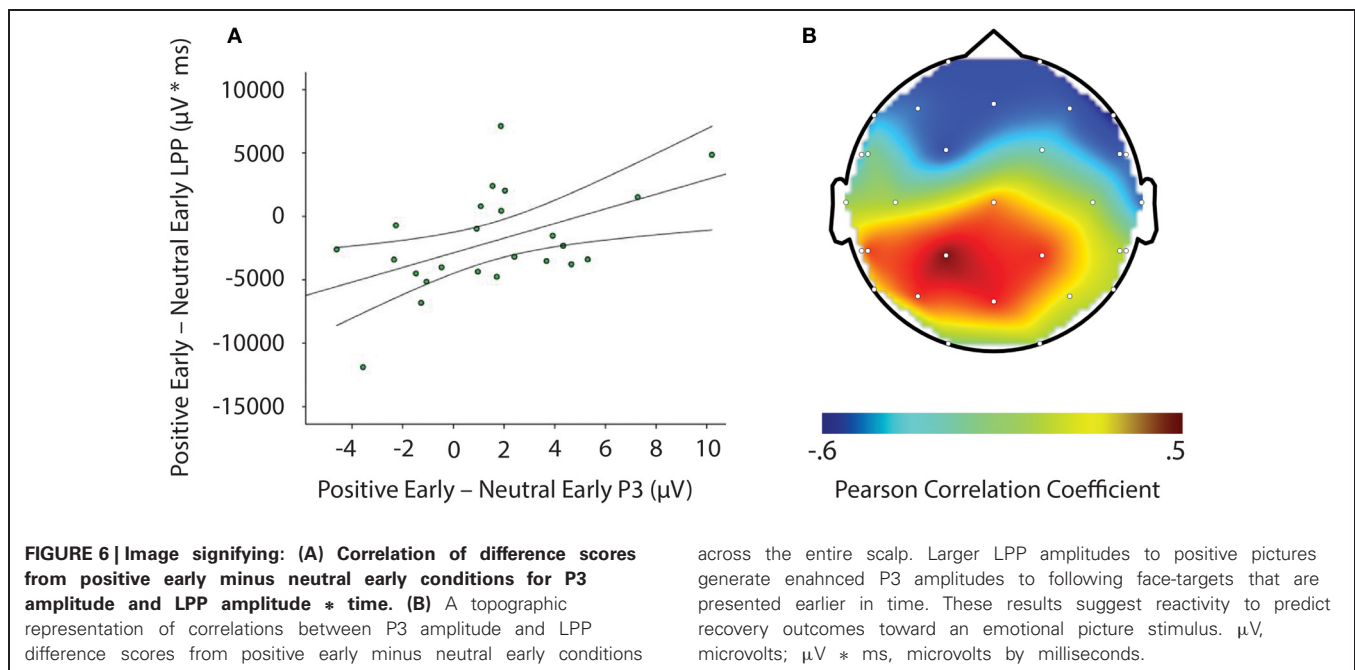 A
Positive Early – Neutral Early LPP (µV * ms)
10000
5000
0
-5000
-10000
-15000
-4 -2 0 2 4 6 8 10
Positive Early – Neutral Early P3 (µV)
B
-.6 .5
Pearson Correlation Coefficient
FIGURE 6 | Image signifying: (A) Correlation of difference scores
from positive early minus neutral early conditions for P3
amplitude and LPP amplitude * time. (B) A topographic
representation of correlations between P3 amplitude and LPP
difference scores from positive early minus neutral early conditions
across the entire scalp. Larger LPP amplitudes to positive pictures
generate enahnced P3 amplitudes to following face-targets that are
presented earlier in time. These results suggest reactivity to predict
recovery outcomes toward an emotional picture stimulus. µV,
microvolts; µV * ms, microvolts by milliseconds.